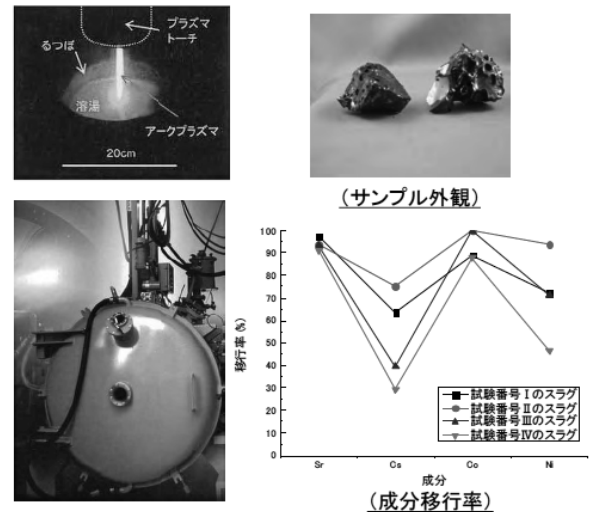 プラズマ
トーチ
るつぼ
溶湯
アークプラズマ
20cm
(サンプル外観)
100
90
80
70
60
50
40
30
20
100
0
移行率(%)
Sr
Cs
Co
Ni
成分
試験番号Ⅰのスラグ
試験番号Ⅱのスラグ
試験番号Ⅲのスラグ
試験番号Ⅳのスラグ
(成分移行率)